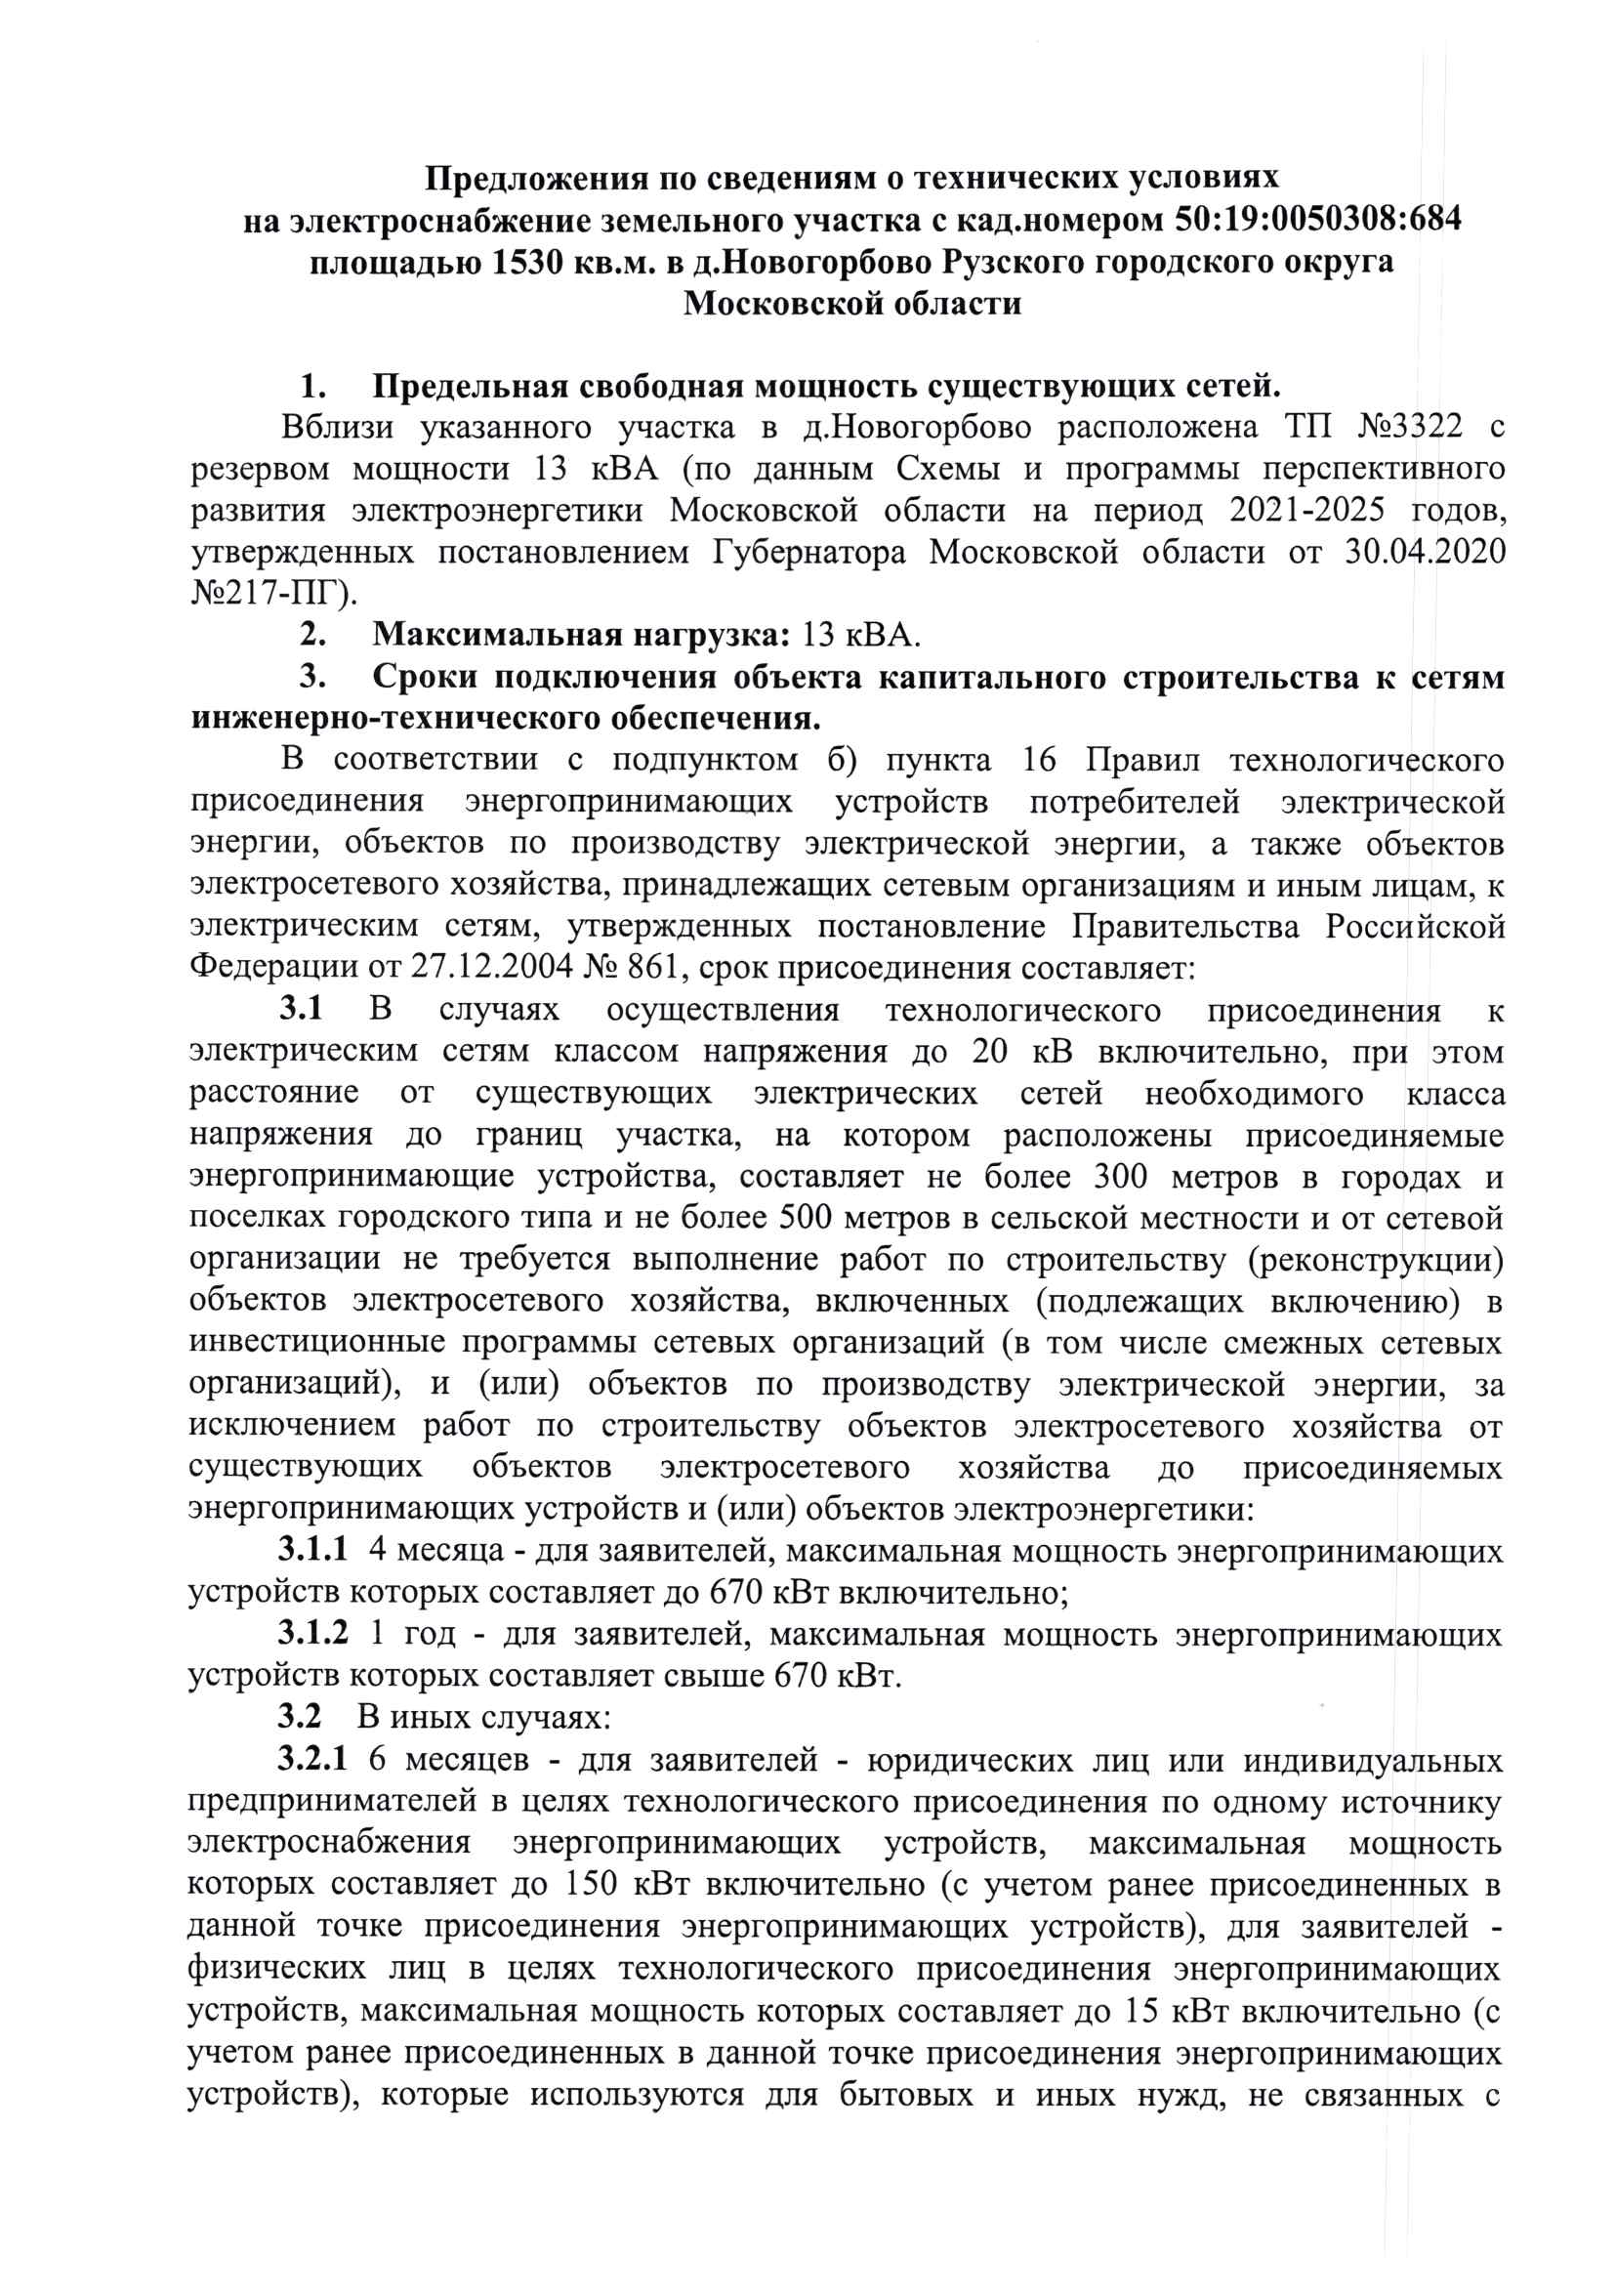 Предложения по сведениям о технических условиях
на электроснабжение земельного участка с кад.номером 50:19:0050308:684
площадью 1530 кв.м. в д.Новогорбово Рузского городского округа
Московской области
1. Предельная свободная мощность существующих сетей.
Вблизи указанного участка в д.Новогорбово расположена ТП №3322 с
резервом мощности 13 кВА (по данным Схемы и программы перспективного
развития электроэнергетики Московской области на период 2021-2025 годов,
утвержденных постановлением Губернатора Московской области от 30.04.2020
№217-ПГ).
2. Максимальная нагрузка: 13 кВА.
3. Сроки подключения объекта капитального строительства к сетям
инженерно-технического обеспечения.
В соответствии с подпунктом б) пункта 16 Правил технологического
присоединения энергопринимающих устройств потребителей электрической
энергии, объектов по производству электрической энергии, а также объектов
электросетевого хозяйства, принадлежащих сетевым организациям и иным лицам, к
электрическим сетям, утвержденных постановление Правительства Российской
Федерации от 27.12.2004 № 861, срок присоединения составляет:
3.1 В случаях осуществления технологического присоединения к
электрическим сетям классом напряжения до 20 кВ включительно, при этом
расстояние от существующих электрических сетей необходимого класса
напряжения до границ участка, на котором расположены присоединяемые
энергопринимающие устройства, составляет не более 300 метров в городах и
поселках городского типа и не более 500 метров в сельской местности и от сетевой
организации не требуется выполнение работ по строительству (реконструкции)
объектов электросетевого хозяйства, включенных (подлежащих включению) в
инвестиционные программы сетевых организаций (в том числе смежных сетевых
организаций), и (или) объектов по производству электрической энергии, за
исключением работ по строительству объектов электросетевого хозяйства от
существующих объектов электросетевого хозяйства до присоединяемых
энергопринимающих устройств и (или) объектов электроэнергетики:
3.1.1 4 месяца - для заявителей, максимальная мощность энергопринимающих
устройств которых составляет до 670 кВт включительно;
3.1.2 1 год - для заявителей, максимальная мощность энергопринимающих
устройств которых составляет свыше 670 кВт.
3.2 В иных случаях:
3.2.1 6 месяцев - для заявителей - юридических лиц или индивидуальных
предпринимателей в целях технологического присоединения по одному источнику
электроснабжения энергопринимающих устройств, максимальная мощность
которых составляет до 150 кВт включительно (с учетом ранее присоединенных в
данной точке присоединения энергопринимающих устройств), для заявителей -
физических лиц в целях технологического присоединения энергопринимающих
устройств, максимальная мощность которых составляет до 15 кВт включительно (с
учетом ранее присоединенных в данной точке присоединения энергопринимающих
устройств), которые используются для бытовых и иных нужд, не связанных с